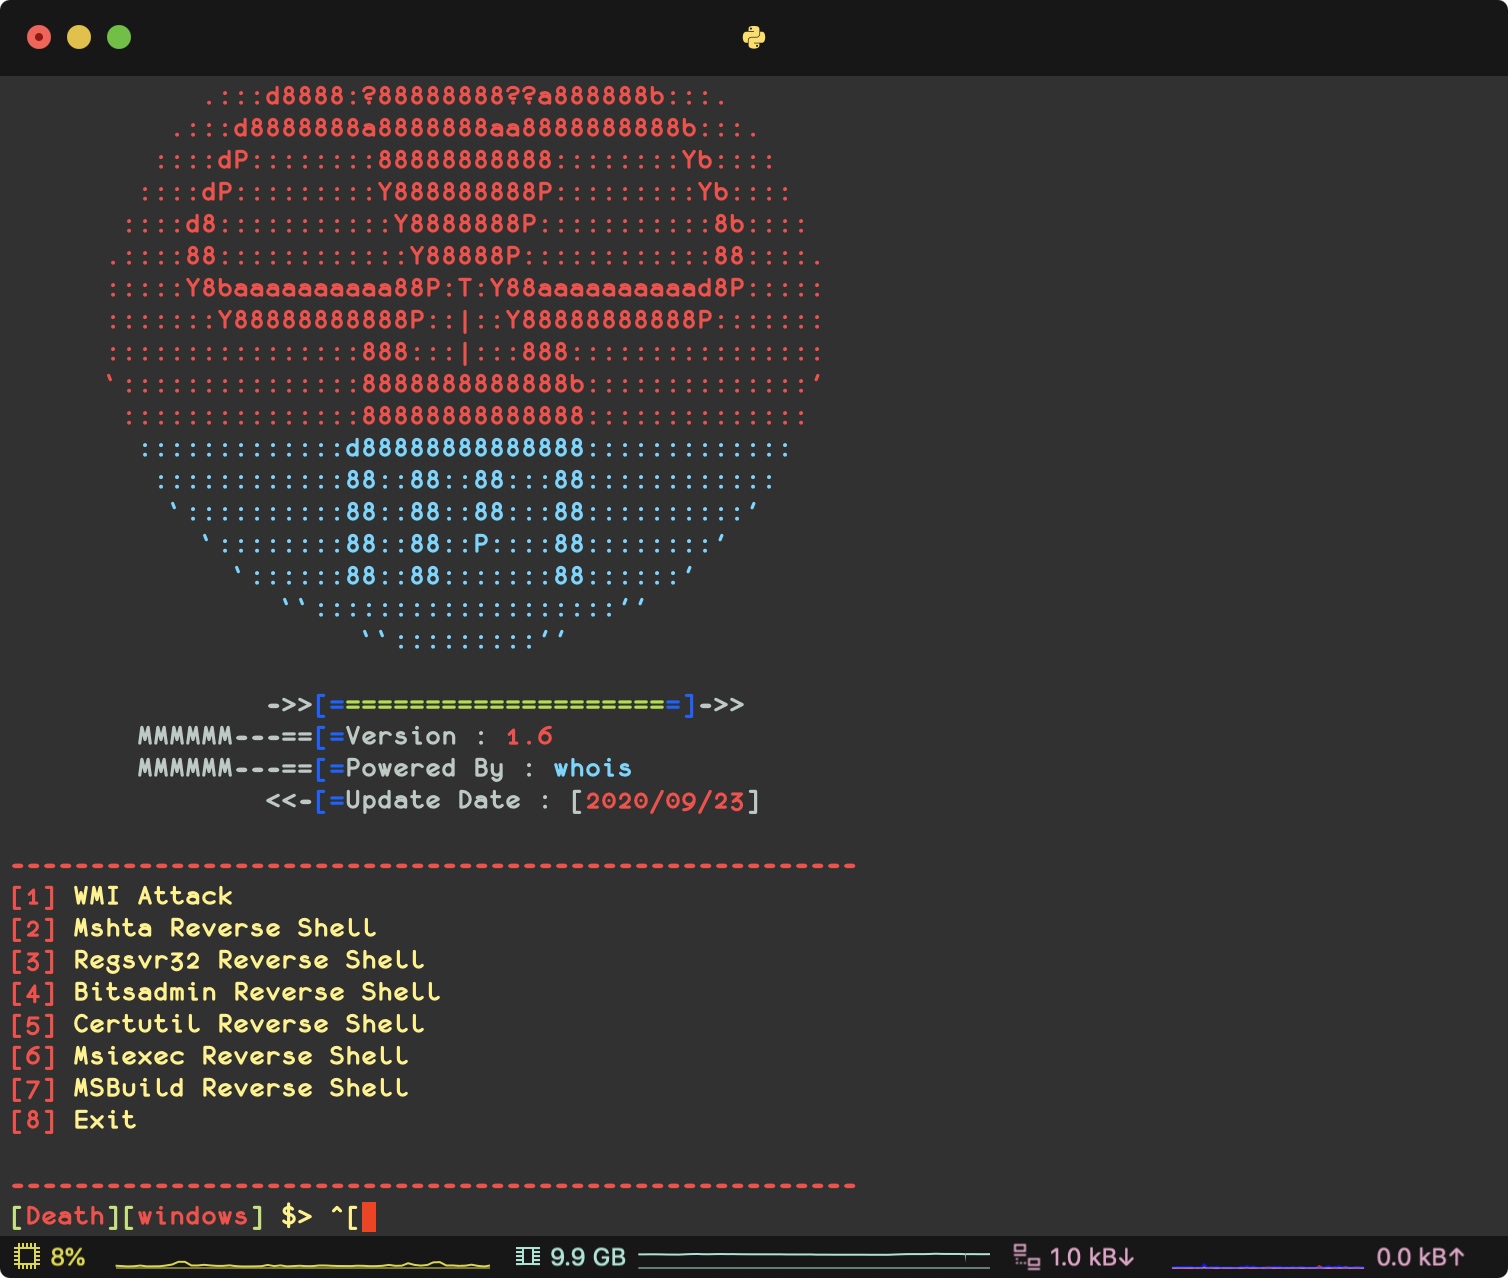 .:::d8888:?88888888??a888888b:::.
.:::d8888888a8888888aa8888888888b:::.
::::dP::::::::88888888888::::::::Yb::::
::::dP:::::::::Y888888888P:::::::::Yb::::
::::d8:::::::::::Y8888888P:::::::::::8b::::
.::::88::::::::::::Y88888P::::::::::::88::::.
:::::Y8baaaaaaaaaa88P:T:Y88aaaaaaaaaad8P:::::
:::::::Y88888888888P::|::Y88888888888P:::::::
::::::::::::::::888:::|:::888::::::::::::::::
`:::::::::::::::8888888888888b::::::::::::::'
:::::::::::::::88888888888888::::::::::::::
:::::::::::::d88888888888888:::::::::::::
::::::::::::88::88::88:::88::::::::::::
`::::::::::88::88::88:::88::::::::::'
`::::::::88::88::P::::88::::::::'
`::::::88::88:::::::88::::::'
``:::::::::::::::::::''
``:::::::::''
->>[======================]->>
MMMMMM---==[=Version : 1.6
MMMMMM---==[=Powered By : whois
<<-[=Update Date : [2020/09/23]
-----------------------------------------------------
[1] WMI Attack
[2] Mshta Reverse Shell
[3] Regsvr32 Reverse Shell
[4] Bitsadmin Reverse Shell
[5] Certutil Reverse Shell
[6] Msiexec Reverse Shell
[7] MSBuild Reverse Shell
[8] Exit
-----------------------------------------------------
[Death][windows] $> ^[
8% 9.9 GB 1.0 kB↓ 0.0 kB↑